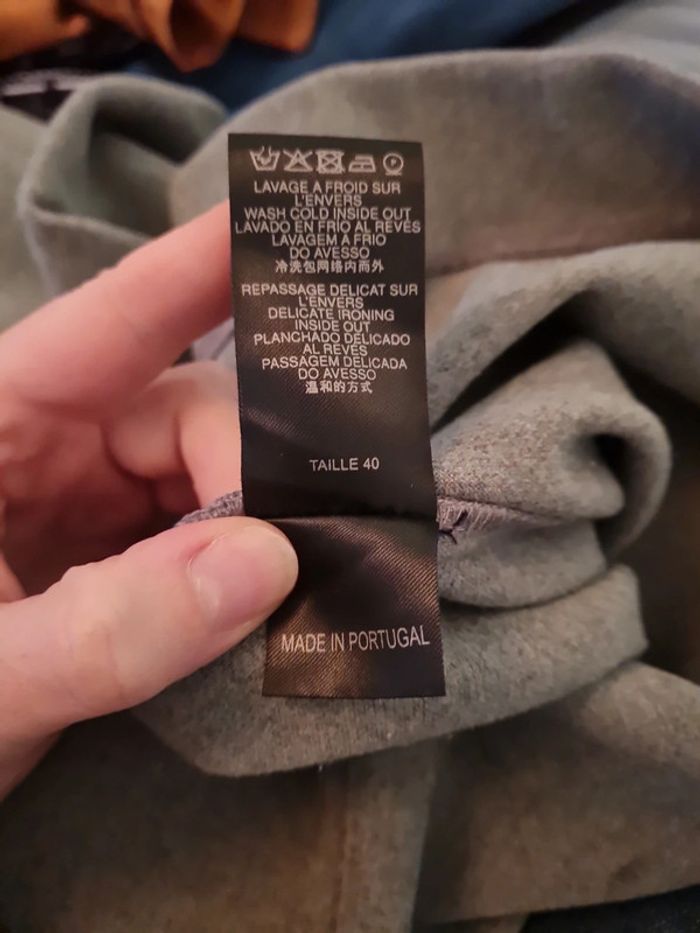 LAVAGE A FROID SUR
L'ENVERS
WASH COLD INSIDE OUT
LAVADO EN FRIO AL REVÉS
LAVAGEM A FRIO
DO AVESSO
冷洗包网络内而外
REPASSAGE DELICAT SUR
L'ENVERS
DELICATE IRONING
INSIDE OUT
PLANCHADO DELICADO
AL REVÉS
PASSAGEM DELICADA
DO AVESSO
温和的方式
TAILLE 40
MADE IN PORTUGAL